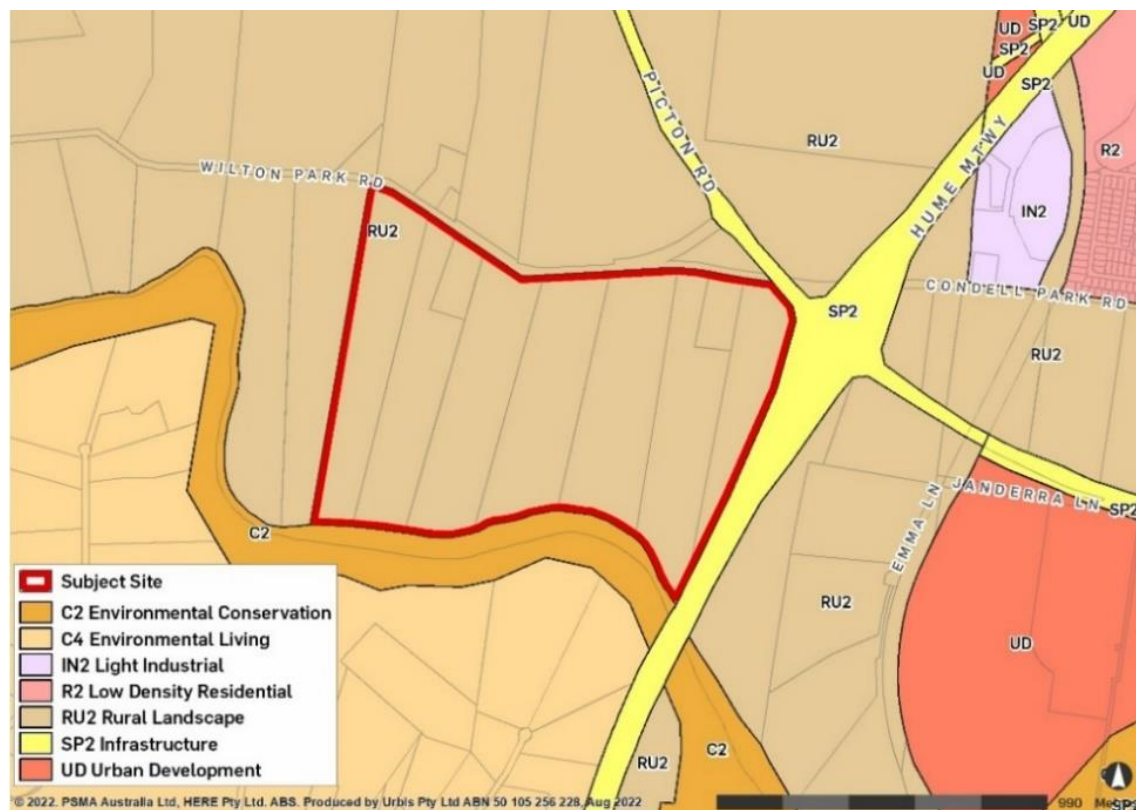 UD
SP2
UD
SP2
UD
SP2
PICTON RD
RU2
HUME MTWY
R2
WILTON PARK RD
IN2
RU2
CONDELL PARK RD
SP2
RU2
JANDERRA LN
SP2
EMMA LN
C2
RU2
UD
RU2
C2
Subject Site
C2 Environmental Conservation
C4 Environmental Living
IN2 Light Industrial
R2 Low Density Residential
RU2 Rural Landscape
SP2 Infrastructure
UD Urban Development
© 2022. PSMA Australia Ltd, HERE Pty Ltd. ABS. Produced by Urbis Pty Ltd ABN 50 105 256 228, Aug 2022
990
SP2